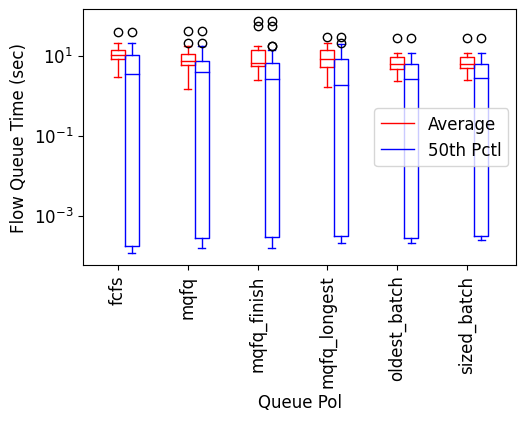 Flow Queue Time (sec)
10^1
10^−1
10^−3
Average
50th Pctl
fcfs
mqfq
mqfq_finish
mqfq_longest
oldest_batch
sized_batch
Queue Pol